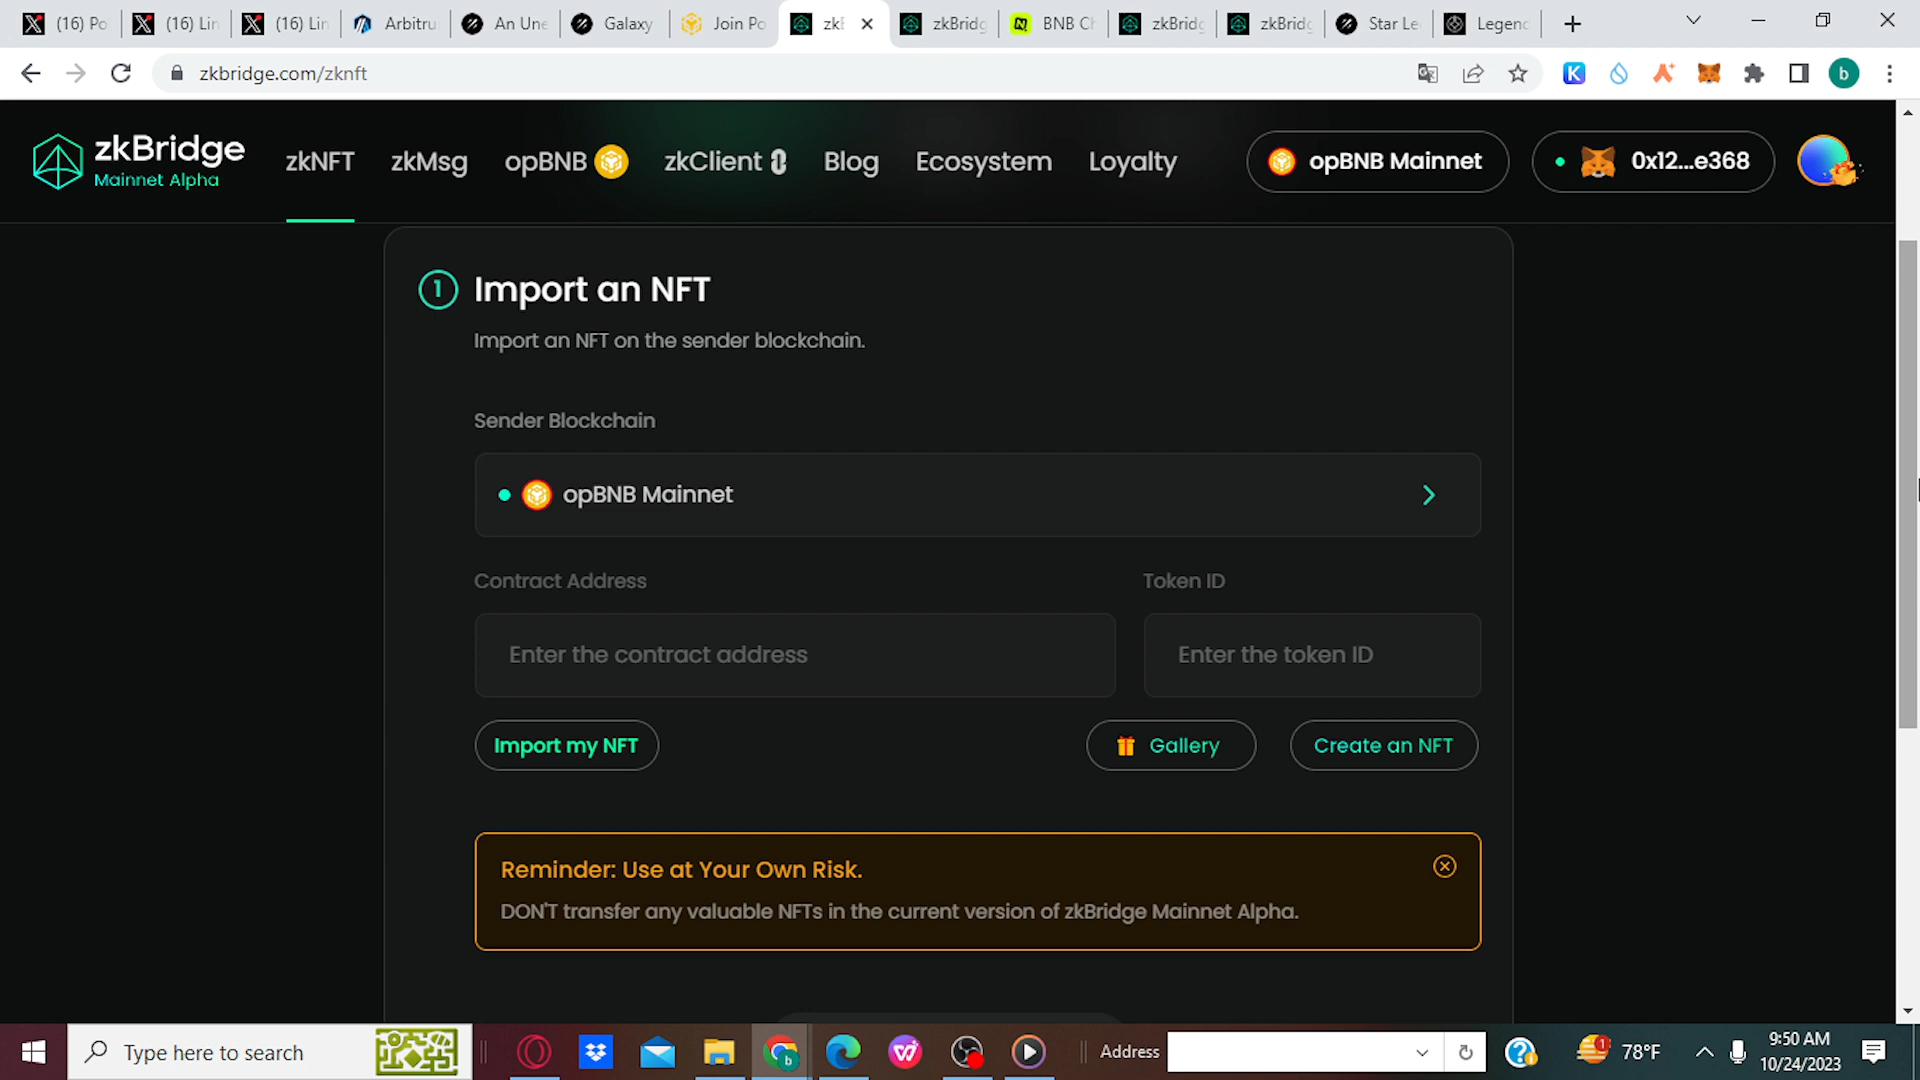 (16) Po
(16) Lin
(16) Lin
Arbitru
An Une
Galaxy
Join Po
zkB
zkBridg
BNB Ch
zkBridg
zkBridg
Star Le
Legend
zkbridge.com/zknft
zkBridge
Mainnet Alpha
zkNFT
zkMsg
opBNB
zkClient
Blog
Ecosystem
Loyalty
opBNB Mainnet
0x12...e368
1 Import an NFT
Import an NFT on the sender blockchain.
Sender Blockchain
opBNB Mainnet
Contract Address
Token ID
Enter the contract address
Enter the token ID
Import my NFT
Gallery
Create an NFT
Reminder: Use at Your Own Risk.
DON'T transfer any valuable NFTs in the current version of zkBridge Mainnet Alpha.
Type here to search
Address
1
78°F
9:50 AM
10/24/2023